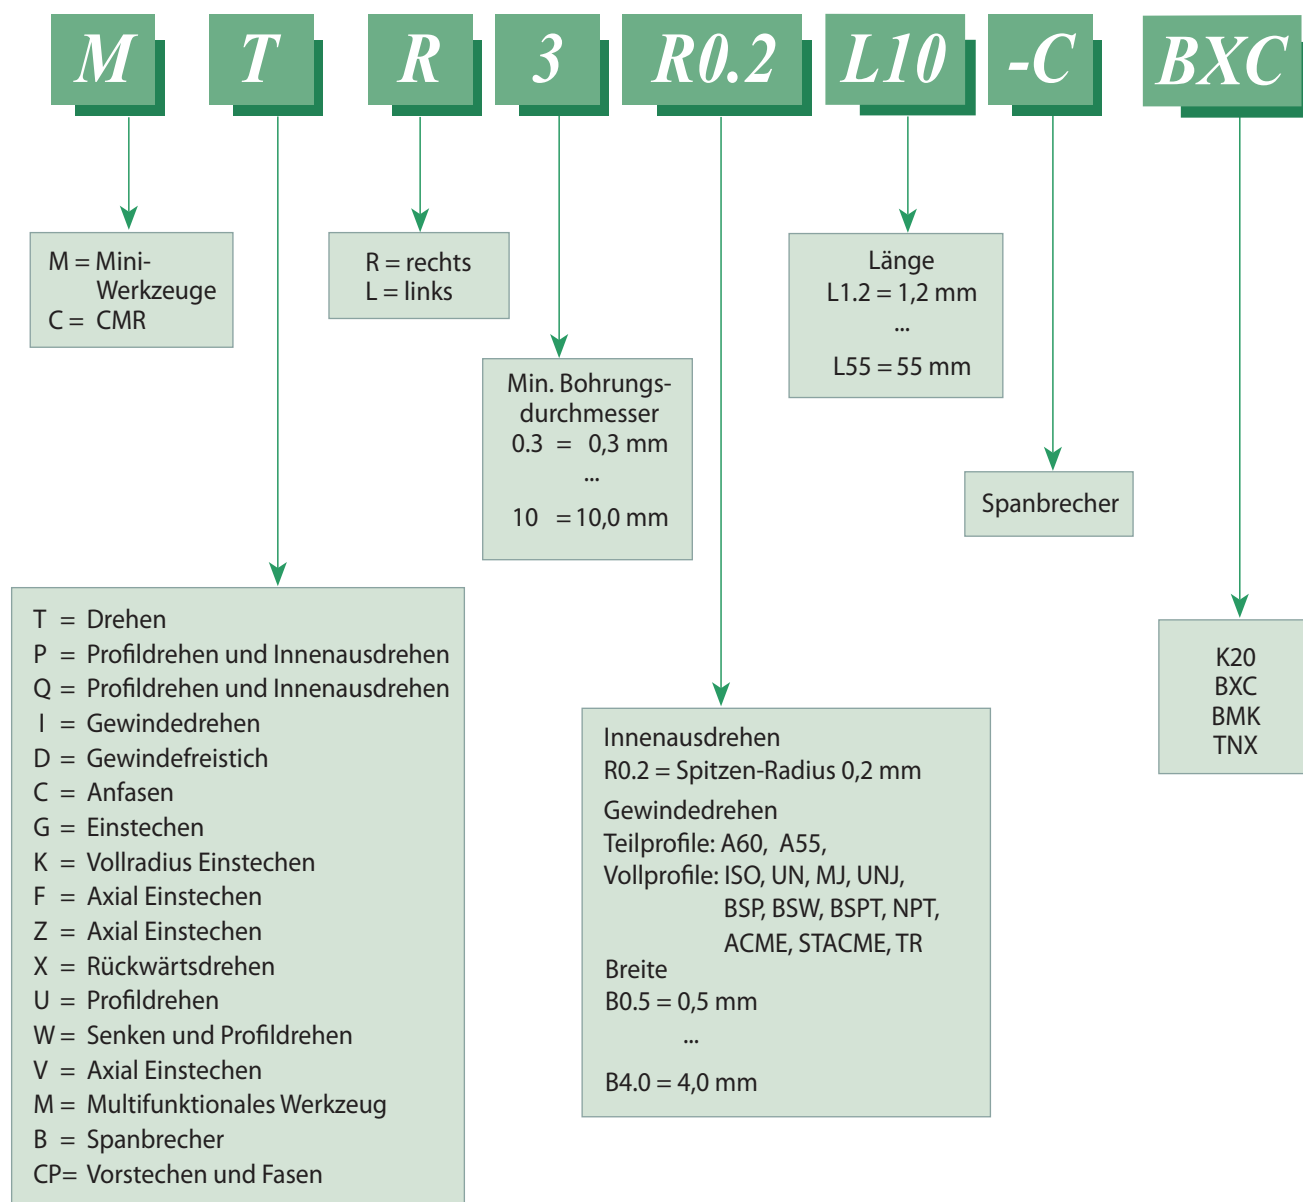 M T R 3 R0.2 L10 -C BXC
M = Mini-
Werkzeuge
C = CMR
R = rechts
L = links
Länge
L1.2 = 1,2 mm
...
L55 = 55 mm
Min. Bohrungs-
durchmesser
0.3 = 0,3 mm
...
10 = 10,0 mm
Spanbrecher
T = Drehen
P = Profildrehen und Innenausdrehen
Q = Profildrehen und Innenausdrehen
I = Gewindedrehen
D = Gewindefreistich
C = Anfasen
G = Einstechen
K = Vollradius Einstechen
F = Axial Einstechen
Z = Axial Einstechen
X = Rückwärtsdrehen
U = Profildrehen
W = Senken und Profildrehen
V = Axial Einstechen
M = Multifunktionales Werkzeug
B = Spanbrecher
CP= Vorstechen und Fasen
Innenausdrehen
R0.2 = Spitzen-Radius 0,2 mm
Gewindedrehen
Teilprofile: A60, A55,
Vollprofile: ISO, UN, MJ, UNJ,
BSP, BSW, BSPT, NPT,
ACME, STACME, TR
Breite
B0.5 = 0,5 mm
...
B4.0 = 4,0 mm
K20
BXC
BMK
TNX